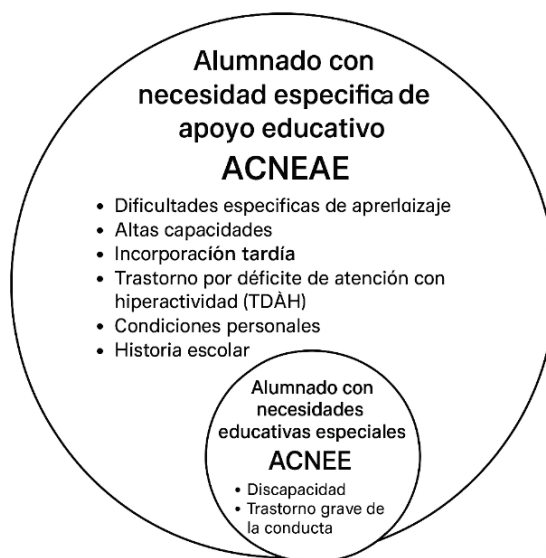 Alumnado con
necesidad especifica de
apoyo educativo
ACNEAE
• Dificultades especificas de aprerlaizaje
• Altas capacidades
• Incorporación tardía
• Trastorno por déficite de atención con
hiperactividad (TDÀH)
• Condiciones personales
• Historia escolar
Alumnado con
necesidades
educativas especiales
ACNEE
• Discapacidad
• Trastorno grave de
la conducta